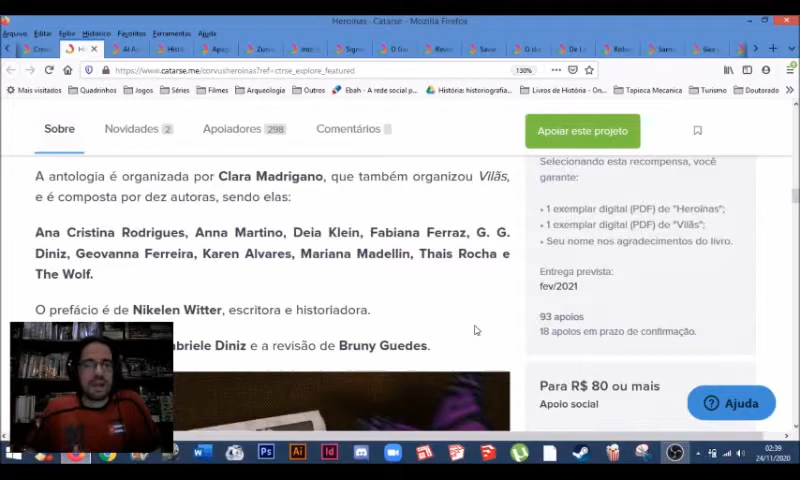 Heroínas - Catarse - Mozilla Firefox
Arquivo Editar Exibir Histórico Favoritos Ferramentas Ajuda
https://www.catarse.me/corvusheroinas?ref=ctrse_explore_featured 130%
Mais visitados Quadrinhos Jogos Séries Filmes Arqueologia Outros Ebah - A rede social p... História: historiografia... Livros de História - On... Tapioca Mecanica Turismo Doutorado
Sobre Novidades 2 Apoiadores 298 Comentários Apoiar este projeto
A antologia é organizada por Clara Madrigano, que também organizou Vilãs,
e é composta por dez autoras, sendo elas:
Ana Cristina Rodrigues, Anna Martino, Deia Klein, Fabiana Ferraz, G. G.
Diniz, Geovanna Ferreira, Karen Alvares, Mariana Madellin, Thais Rocha e
The Wolf.
O prefácio é de Nikelen Witter, escritora e historiadora.
abriele Diniz e a revisão de Bruny Guedes.
Selecionando esta recompensa, você
garante:
• 1 exemplar digital (PDF) de "Heroínas";
• 1 exemplar digital (PDF) de "Vilãs";
• Seu nome nos agradecimentos do livro.
Entrega prevista:
fev/2021
93 apoios
18 apoios em prazo de confirmação.
Para R$ 80 ou mais
Apoio social
Ajuda
Ps Ai Id
02:39
24/11/2020